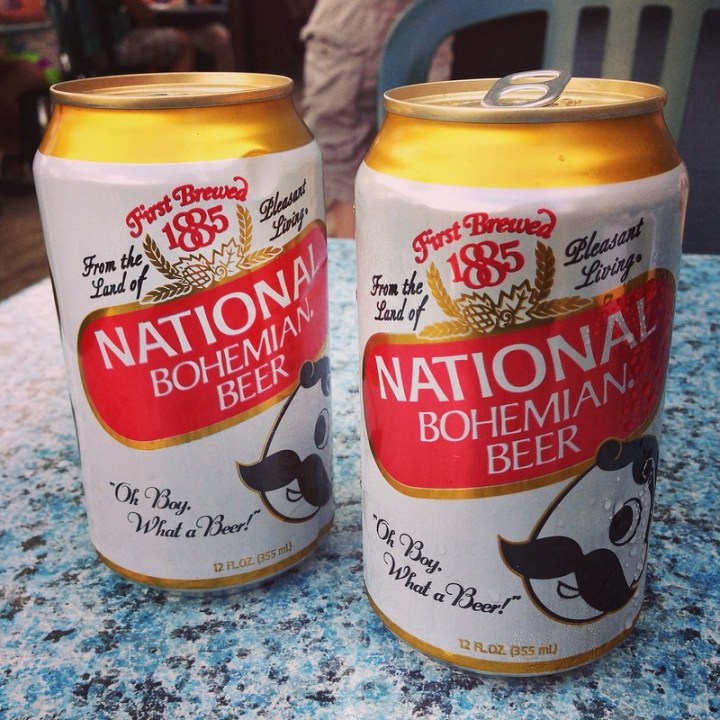 First Brewed
1885
From the
Land of
Pleasant
Living.
NATIONAL
BOHEMIAN.
BEER
"Oh Boy,
What a Beer!"
12 FL.OZ. (355 mL)
First Brewed
1885
From the
Land of
Pleasant
Living.
NATIONAL
BOHEMIAN.
BEER
"Oh Boy,
What a Beer!"
12 FL.OZ. (355 mL)